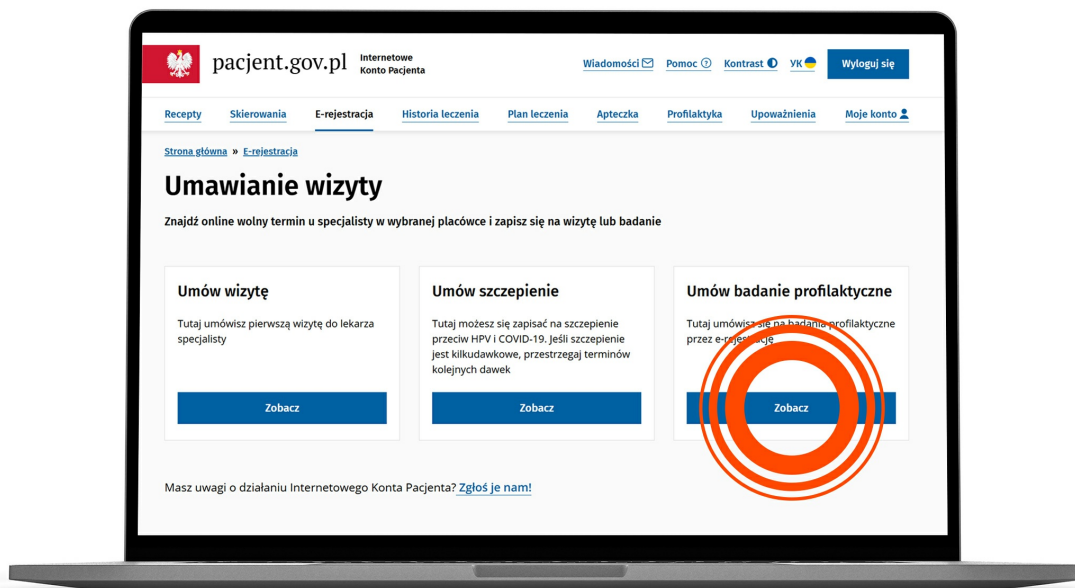 pacjent.gov.pl
Internetowe
Konto Pacjenta
Wiadomości
Pomoc
Kontrast
УК
Wyloguj się
Recepty
Skierowania
E-rejestracja
Historia leczenia
Plan leczenia
Apteczka
Profilaktyka
Upoważnienia
Moje konto
Strona główna » E-rejestracja
Umawianie wizyty
Znajdź online wolny termin u specjalisty w wybranej placówce i zapisz się na wizytę lub badanie
Umów wizytę
Tutaj umówisz pierwszą wizytę do lekarza
specjalisty
Zobacz
Umów szczepienie
Tutaj możesz się zapisać na szczepienie
przeciw HPV i COVID-19. Jeśli szczepienie
jest kilkudawkowe, przestrzegaj terminów
kolejnych dawek
Zobacz
Umów badanie profilaktyczne
Tutaj umówisz się na badania profilaktyczne
przez e-rejestrację
Zobacz
Masz uwagi o działaniu Internetowego Konta Pacjenta? Zgłoś je nam!